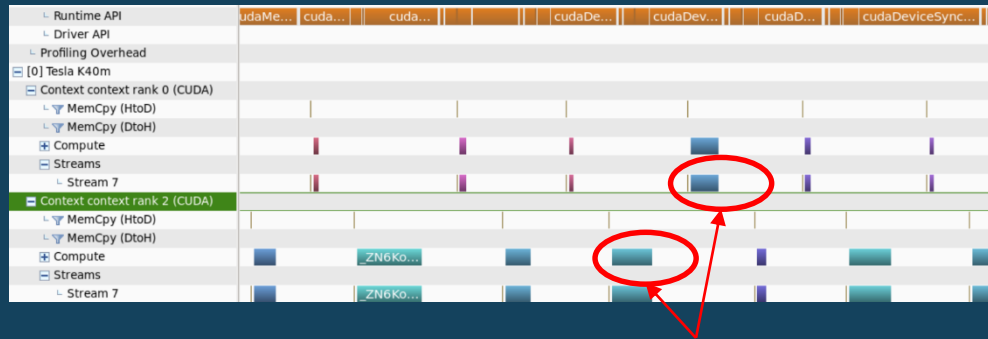 Runtime API udaMe... cuda... cuda... cudaDe... cudaDev... cudaD... cudaDeviceSync...
Driver API
Profiling Overhead
[0] Tesla K40m
Context context rank 0 (CUDA)
MemCpy (HtoD)
MemCpy (DtoH)
Compute
Streams
Stream 7
Context context rank 2 (CUDA)
MemCpy (HtoD)
MemCpy (DtoH)
Compute _ZN6Ko...
Streams
Stream 7 _ZN6Ko...